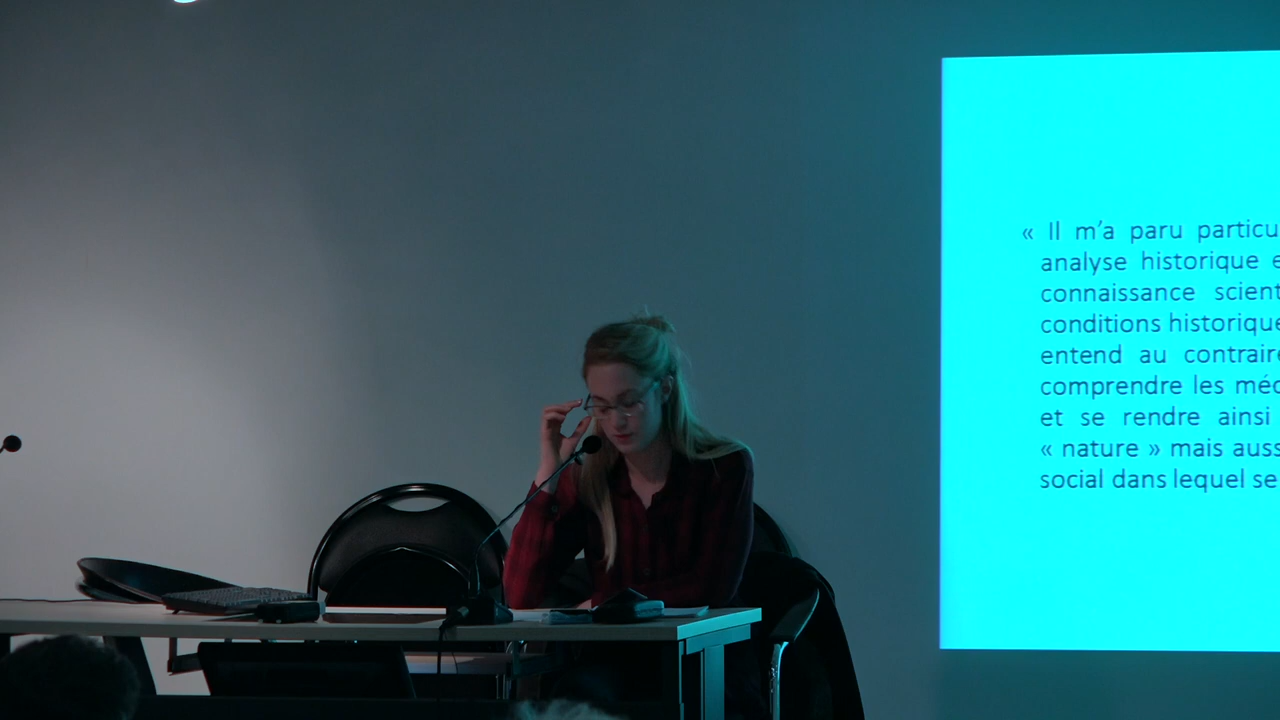 « Il m’a paru particu
analyse historique e
connaissance scient
conditions historique
entend au contraire
comprendre les méc
et se rendre ainsi
« nature » mais auss
social dans lequel se